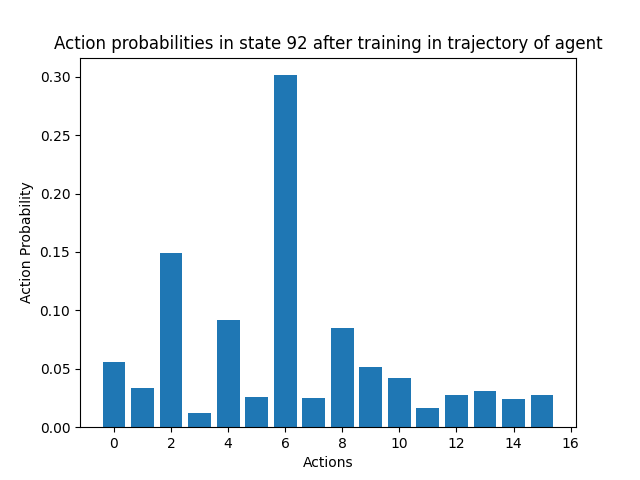 Action probabilities in state 92 after training in trajectory of agent
0.30
0.25
0.20
0.15
0.10
0.05
0.00
Action Probability
0 2 4 6 8 10 12 14 16
Actions